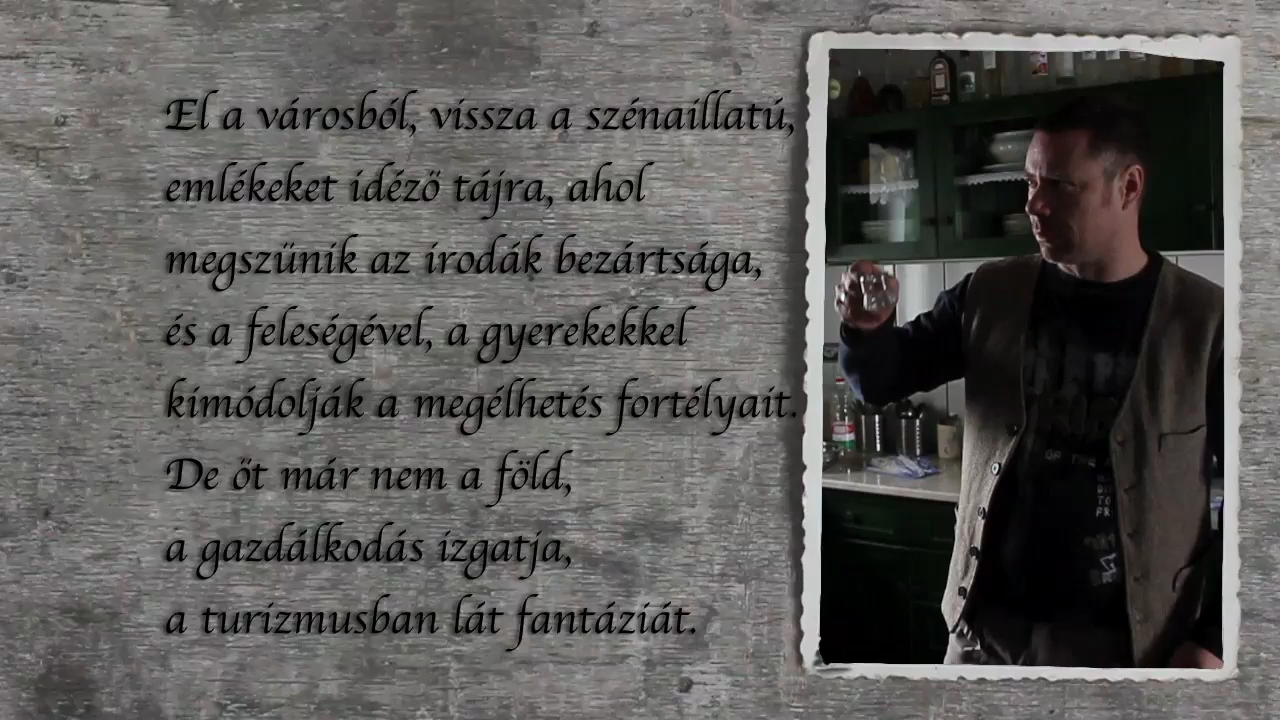 El a városból, vissza a szénaillatú,
emlékeket idéző tájra, ahol
megszűnik az irodák bezártsága,
és a feleségével, a gyerekekkel
kimódolják a megélhetés fortélyait.
De őt már nem a föld,
a gazdálkodás izgatja,
a turizmusban lát fantáziát.